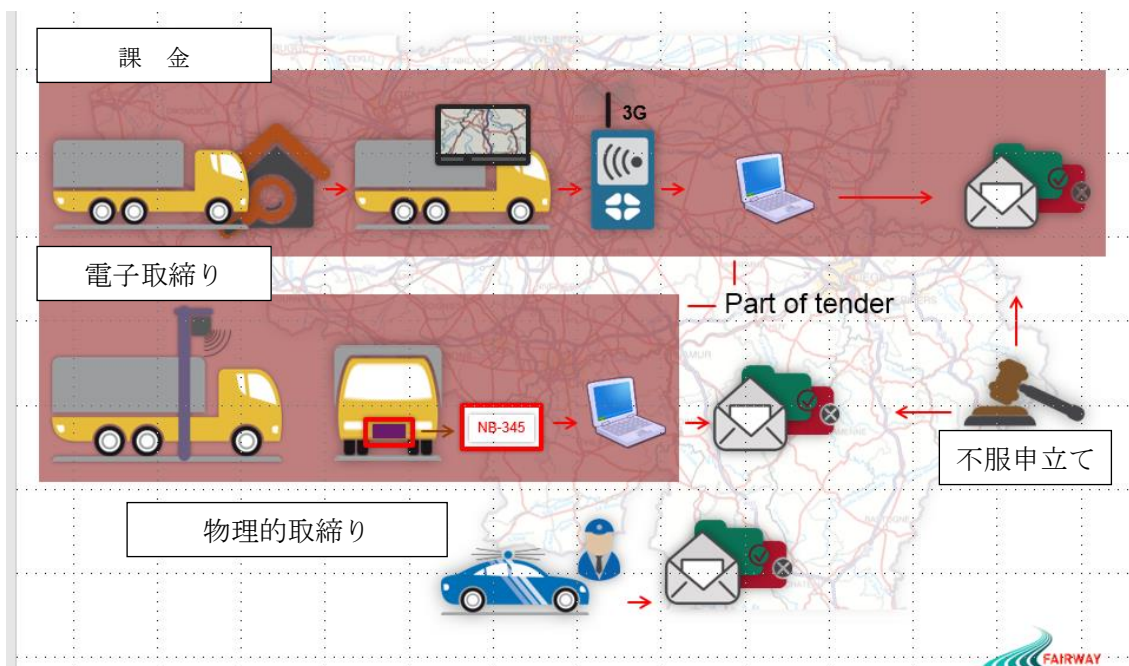 課　金
3G
電子取締り
Part of tender
NB-345
不服申立て
物理的取締り
FAIRWAY